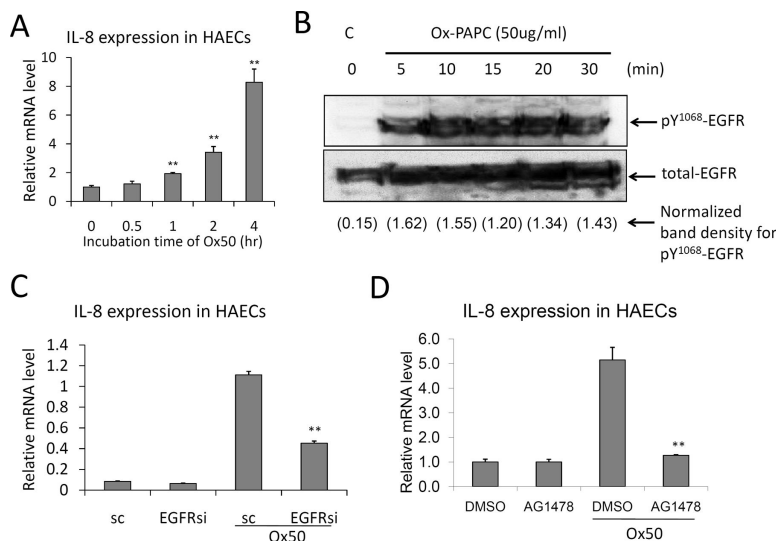 A
IL-8 expression in HAECs
Relative mRNA level
10
8
6
4
2
0
**
**
**
0 0.5 1 2 4
Incubation time of Ox50 (hr)
B
C Ox-PAPC (50ug/ml)
0 5 10 15 20 30 (min)
pY1068-EGFR
total-EGFR
(0.15) (1.62) (1.55) (1.20) (1.34) (1.43)
Normalized
band density for
pY1068-EGFR
C
IL-8 expression in HAECs
Relative mRNA level
1.4
1.2
1
0.8
0.6
0.4
0.2
0
**
sc EGFRsi sc EGFRsi
Ox50
D
IL-8 expression in HAECs
Relative mRNA level
6.0
5.0
4.0
3.0
2.0
1.0
0.0
**
DMSO AG1478 DMSO AG1478
Ox50